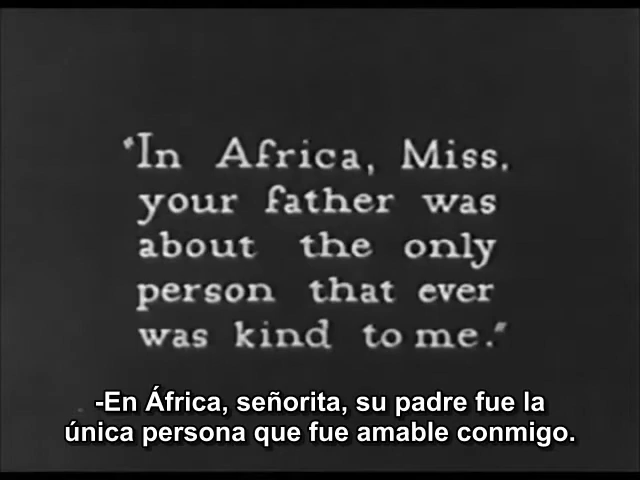 "In Africa, Miss,
your father was
about the only
person that ever
was kind to me."
-En África, señorita, su padre fue la
única persona que fue amable conmigo.